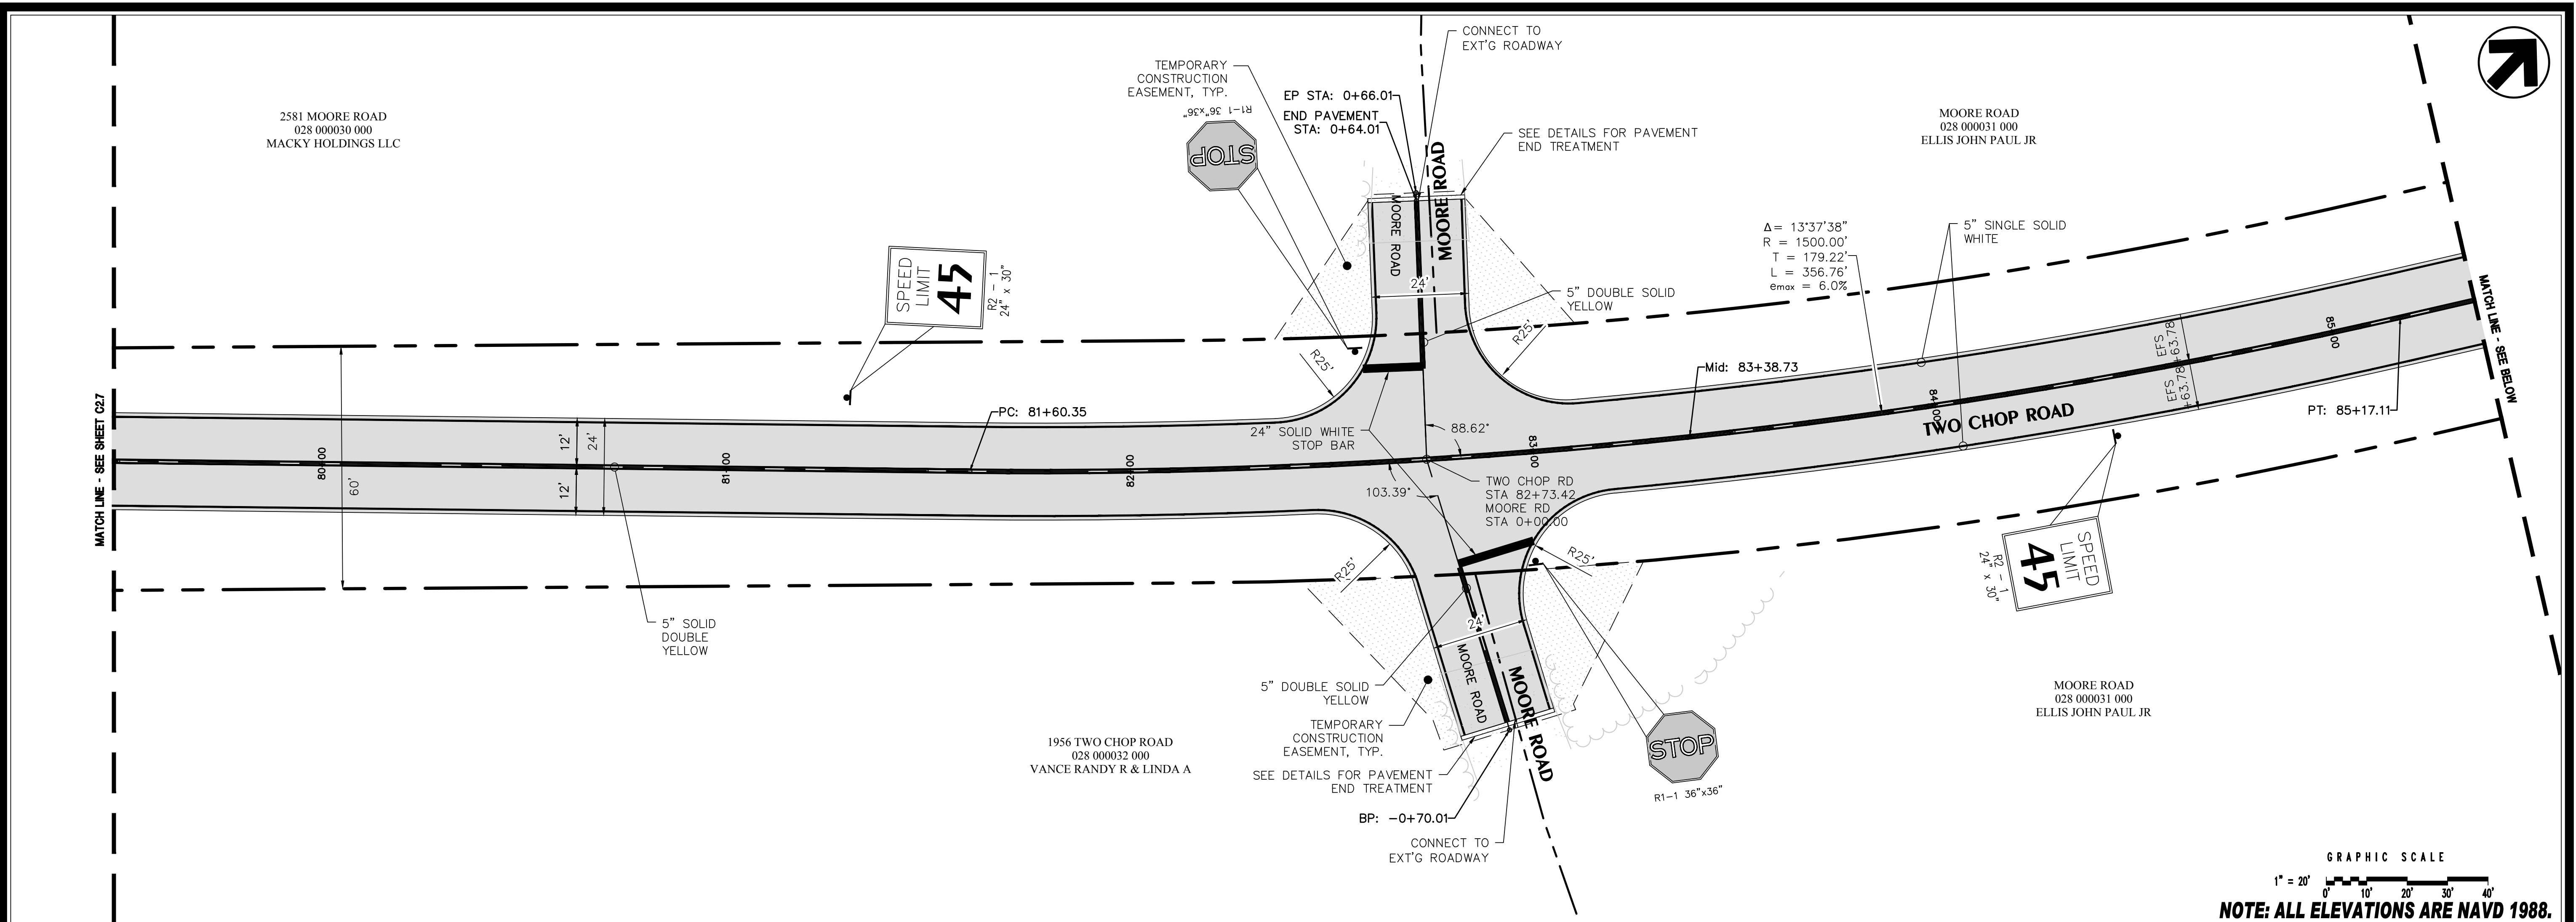 CONNECT TO
EXT'G ROADWAY
TEMPORARY
CONSTRUCTION
EASEMENT, TYP.
R1-1 36"x36"
STOP
EP STA: 0+66.01
END PAVEMENT
STA: 0+64.01
SEE DETAILS FOR PAVEMENT
END TREATMENT
2581 MOORE ROAD
028 000030 000
MACKY HOLDINGS LLC
MOORE ROAD
028 000031 000
ELLIS JOHN PAUL JR
MOORE ROAD
MOORE ROAD
24'
5" DOUBLE SOLID
YELLOW
Δ= 13°37'38"
R = 1500.00'
T = 179.22'
L = 356.76'
emax = 6.0%
5" SINGLE SOLID
WHITE
SPEED
LIMIT
45
R2 - 1
24" x 30"
R25'
R25'
MATCH LINE - SEE SHEET C2.7
MATCH LINE - SEE BELOW
PC: 81+60.35
Mid: 83+38.73
PT: 85+17.11
EFS
+63.78
EFS
+63.78
12'
24'
12'
60'
80+00
81+00
82+00
83+00
84+00
85+00
TWO CHOP ROAD
24" SOLID WHITE
STOP BAR
88.62°
103.39°
TWO CHOP RD
STA 82+73.42
MOORE RD
STA 0+00.00
R25'
R25'
5" SOLID
DOUBLE
YELLOW
SPEED
LIMIT
45
R2 - 1
24" x 30"
24'
MOORE ROAD
MOORE ROAD
5" DOUBLE SOLID
YELLOW
TEMPORARY
CONSTRUCTION
EASEMENT, TYP.
SEE DETAILS FOR PAVEMENT
END TREATMENT
BP: -0+70.01
CONNECT TO
EXT'G ROADWAY
STOP
R1-1 36"x36"
1956 TWO CHOP ROAD
028 000032 000
VANCE RANDY R & LINDA A
MOORE ROAD
028 000031 000
ELLIS JOHN PAUL JR
GRAPHIC SCALE
1" = 20'
0' 10' 20' 30' 40'
NOTE: ALL ELEVATIONS ARE NAVD 1988.